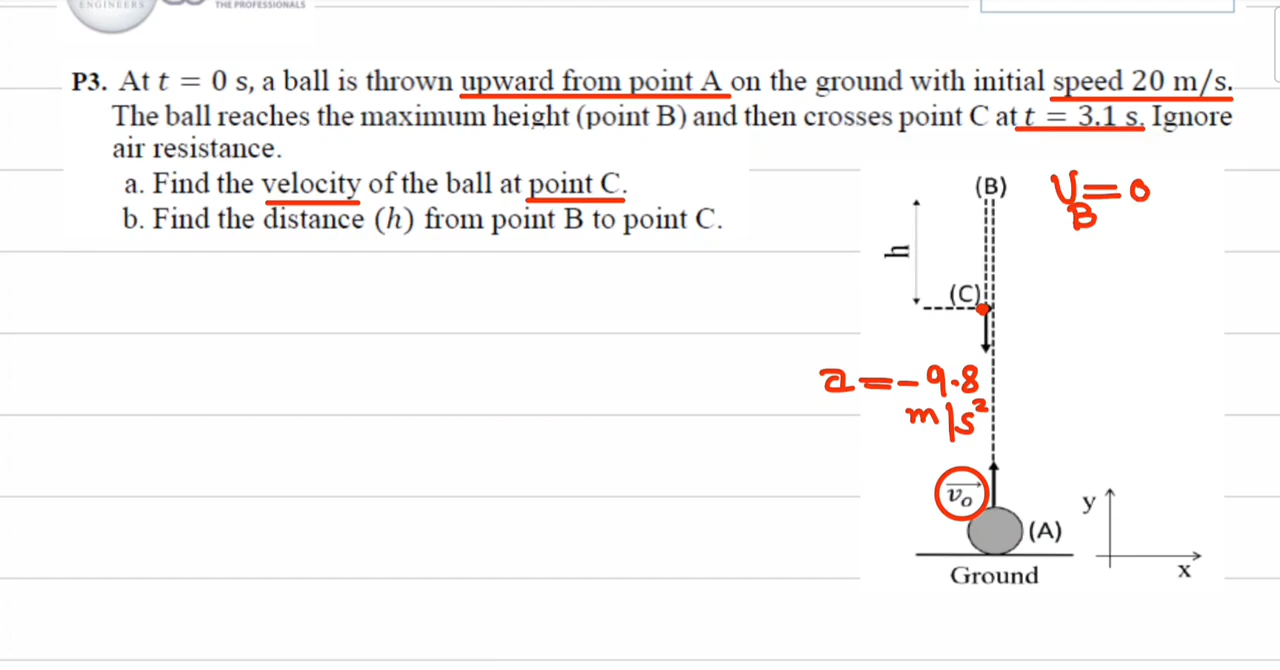 ENGINEERS
THE PROFESSIONALS
P3. At t = 0 s, a ball is thrown upward from point A on the ground with initial speed 20 m/s.
The ball reaches the maximum height (point B) and then crosses point C at t = 3.1 s. Ignore
air resistance.
a. Find the velocity of the ball at point C.
b. Find the distance (h) from point B to point C.
(B)
V_B = 0
h
(C)
a = -9.8
m/s²
v₀
(A)
y
x
Ground